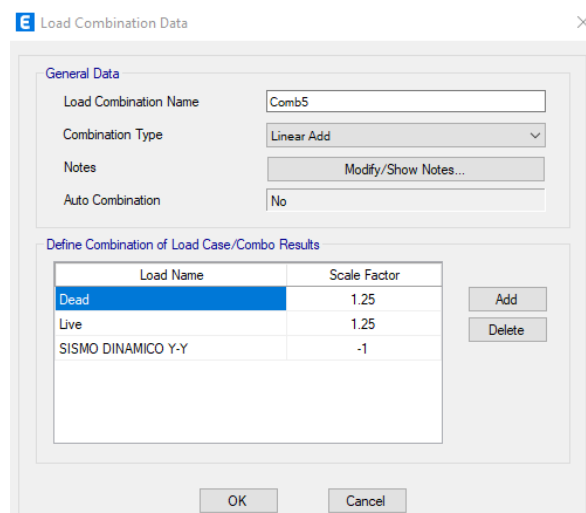 E Load Combination Data
General Data
Load Combination Name Comb5
Combination Type Linear Add
Notes Modify/Show Notes...
Auto Combination No
Define Combination of Load Case/Combo Results
Load Name Scale Factor
Dead 1.25 Add
Live 1.25 Delete
SISMO DINAMICO Y-Y -1
OK Cancel